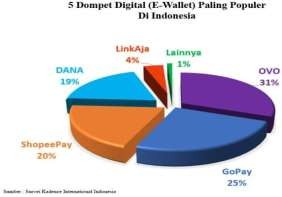 5 Dompet Digital (E-Wallet) Paling Populer
Di Indonesia
LinkAja
4%
Lainnya
1%
DANA
19%
OVO
31%
ShopeePay
20%
GoPay
25%
Sumber : Survei Kadence International Indonesia